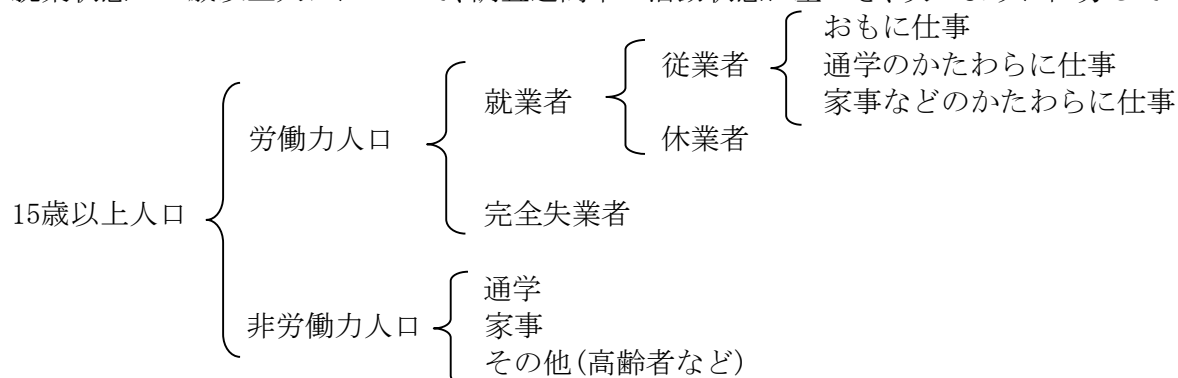 おもに仕事
従業者
通学のかたわらに仕事
就業者
家事などのかたわらに仕事
労働力人口
休業者
15歳以上人口
完全失業者
通学
非労働力人口
家事
その他(高齢者など)